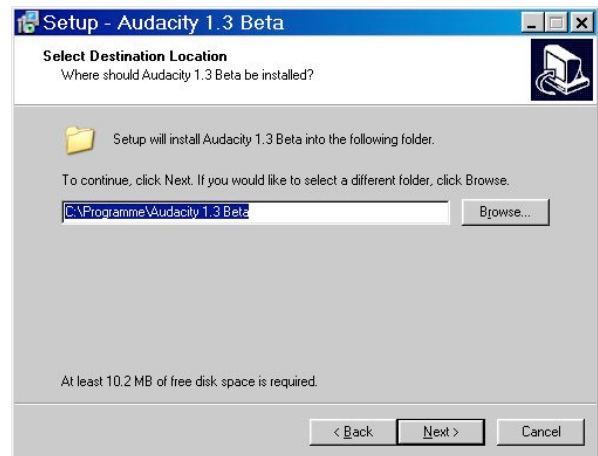 Setup - Audacity 1.3 Beta
Select Destination Location
Where should Audacity 1.3 Beta be installed?
Setup will install Audacity 1.3 Beta into the following folder.
To continue, click Next. If you would like to select a different folder, click Browse.
C:\Programme\Audacity 1.3 Beta
Browse...
At least 10.2 MB of free disk space is required.
< Back
Next >
Cancel